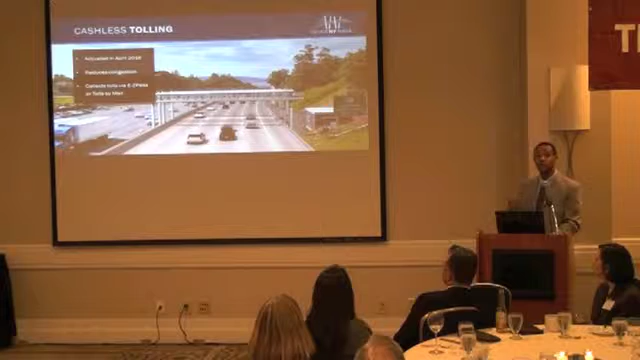 CASHLESS TOLLING
Activated in April 2016
Reduces congestion
Collects tolls via E-ZPass
or Tolls by Mail
T